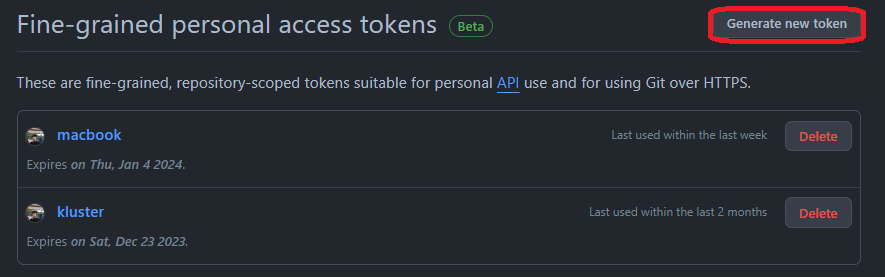 Fine-grained personal access tokens Beta Generate new token
These are fine-grained, repository-scoped tokens suitable for personal API use and for using Git over HTTPS.
macbook Last used within the last week Delete
Expires on Thu, Jan 4 2024.
kluster Last used within the last 2 months Delete
Expires on Sat, Dec 23 2023.